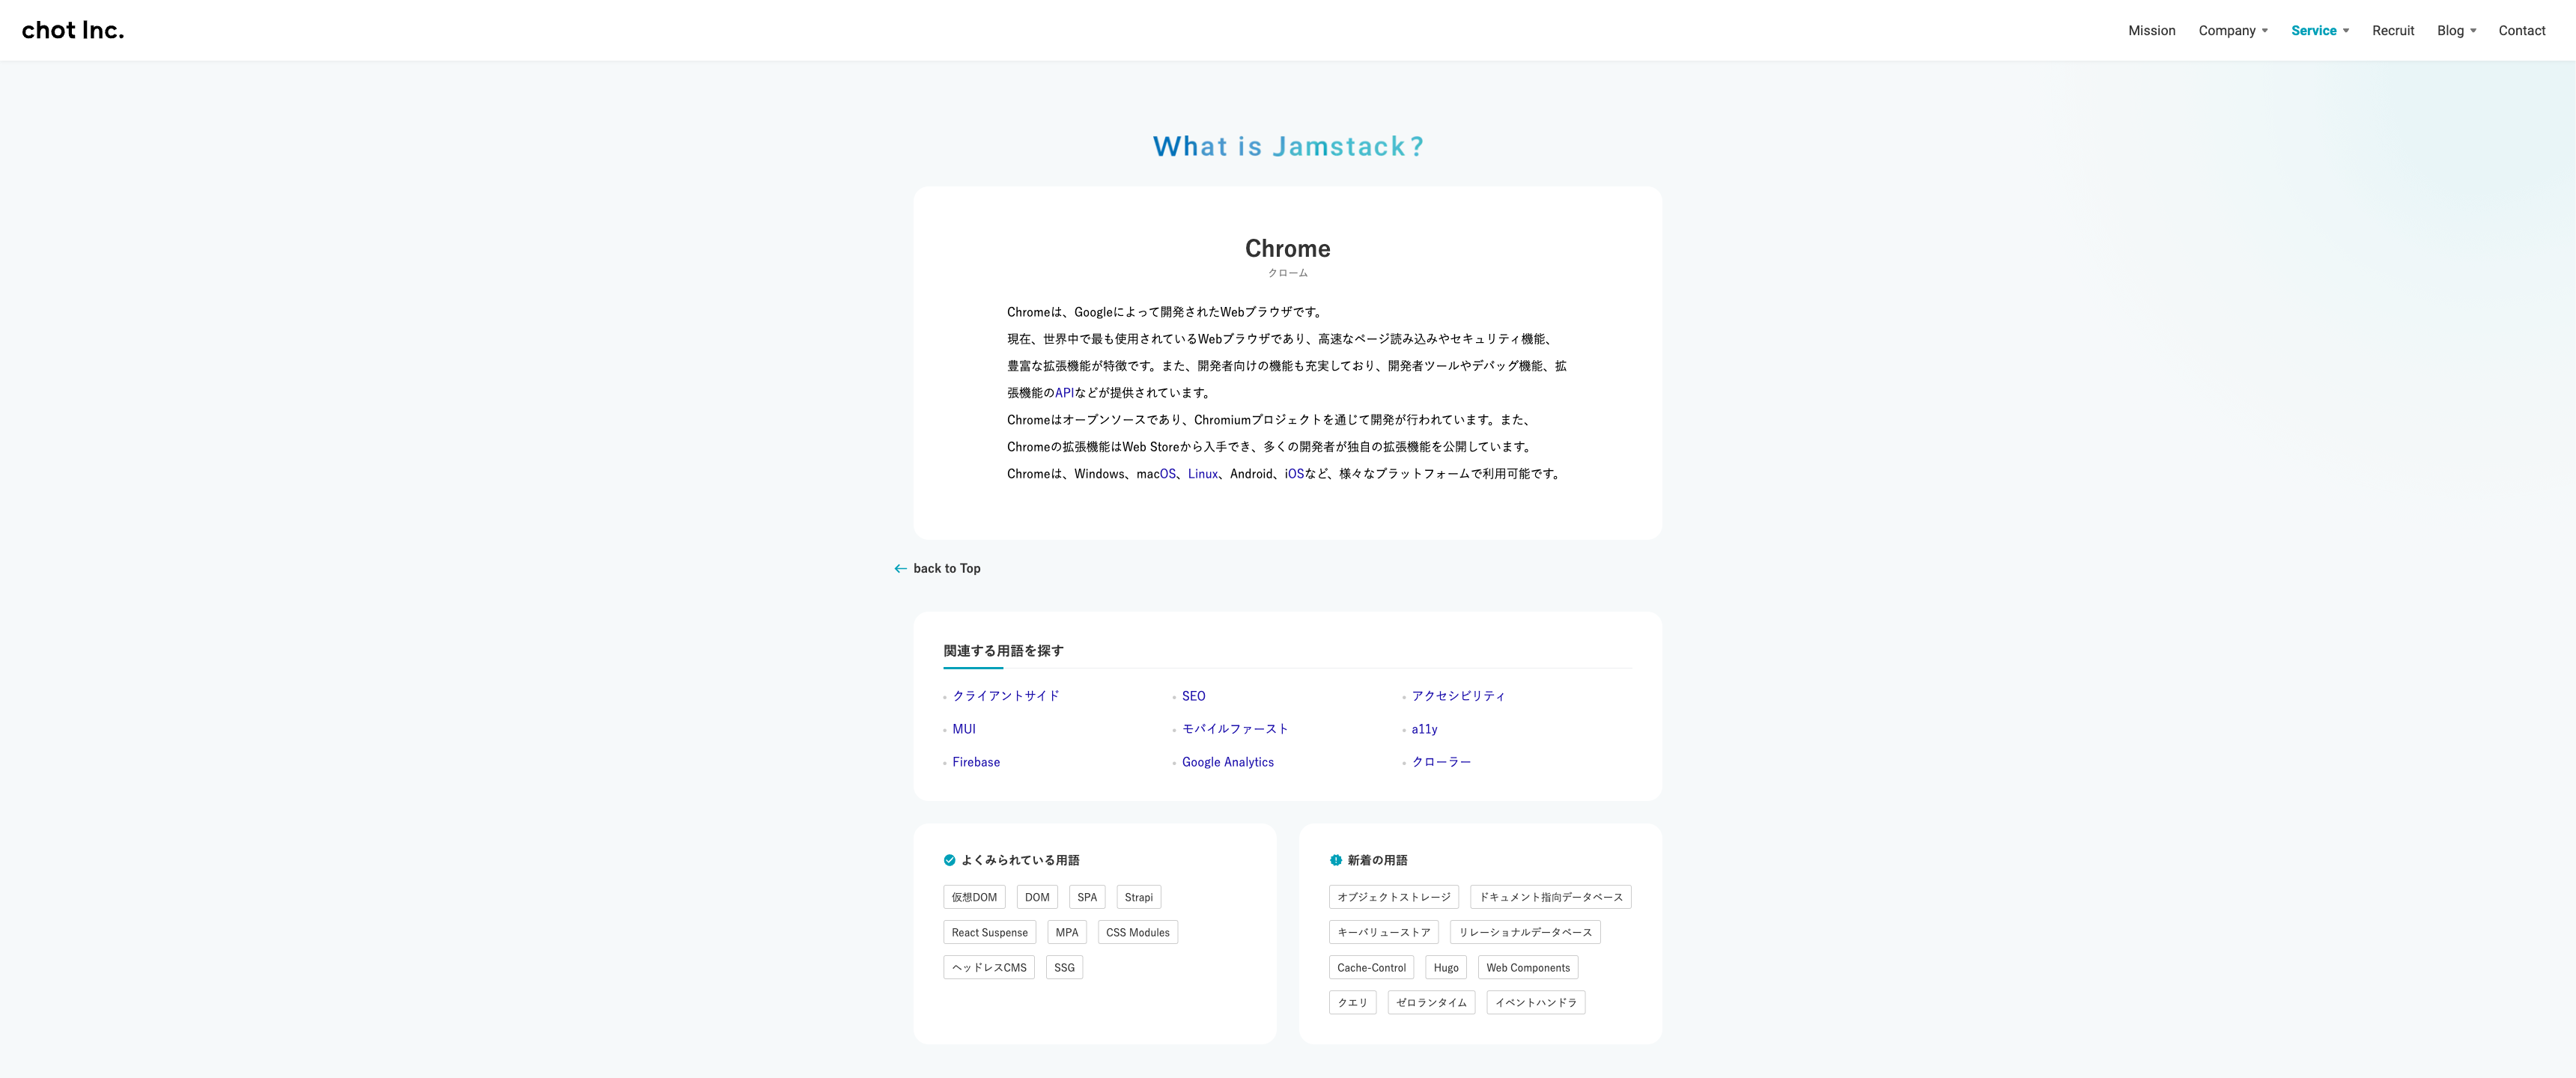 chot Inc.
Mission Company Service Recruit Blog Contact
What is Jamstack?
Chrome
クローム
Chromeは、Googleによって開発されたWebブラウザです。
現在、世界中で最も使用されているWebブラウザであり、高速なページ読み込みやセキュリティ機能、
豊富な拡張機能が特徴です。また、開発者向けの機能も充実しており、開発者ツールやデバッグ機能、拡
張機能のAPIなどが提供されています。
Chromeはオープンソースであり、Chromiumプロジェクトを通じて開発が行われています。また、
Chromeの拡張機能はWeb Storeから入手でき、多くの開発者が独自の拡張機能を公開しています。
Chromeは、Windows、macOS、Linux、Android、iOSなど、様々なプラットフォームで利用可能です。
back to Top
関連する用語を探す
クライアントサイド SEO アクセシビリティ
MUI モバイルファースト a11y
Firebase Google Analytics クローラー
よくみられている用語
仮想DOM DOM SPA Strapi
React Suspense MPA CSS Modules
ヘッドレスCMS SSG
新着の用語
オブジェクトストレージ ドキュメント指向データベース
キーバリューストア リレーショナルデータベース
Cache-Control Hugo Web Components
クエリ ゼロランタイム イベントハンドラ